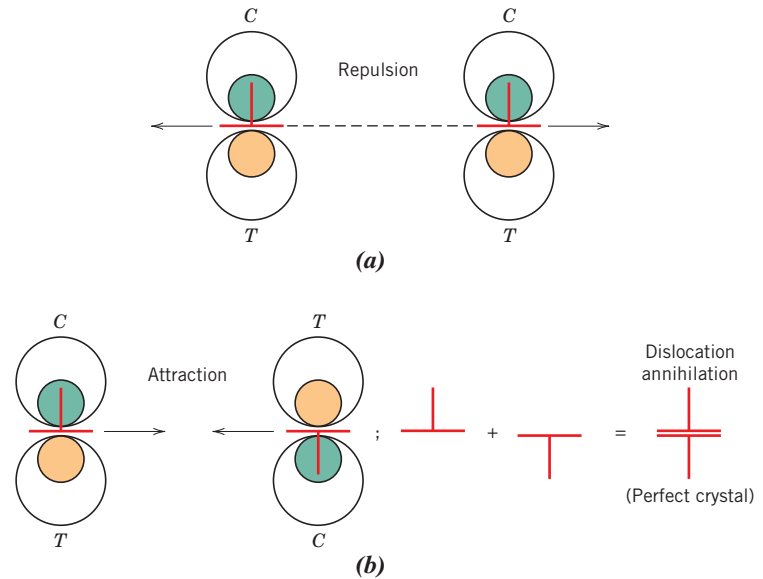 C C
Repulsion
T T
(a)
C T
Attraction
Dislocation
annihilation
; + =
(Perfect crystal)
T C
(b)